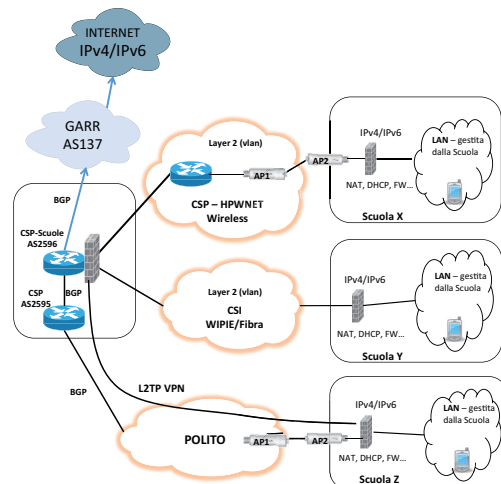 INTERNET
IPv4/IPv6
GARR
AS137
BGP
CSP-Scuole
AS2596
BGP
CSP
AS2595
BGP
L2TP VPN
Layer 2 (vlan)
AP1
CSP – HPWNET
Wireless
AP2
IPv4/IPv6
NAT, DHCP, FW...
LAN – gestita
dalla Scuola
Scuola X
Layer 2 (vlan)
CSI
WIPIE/Fibra
IPv4/IPv6
NAT, DHCP, FW...
LAN – gestita
dalla Scuola
Scuola Y
POLITO
AP1
AP2
IPv4/IPv6
NAT, DHCP, FW...
LAN – gestita
dalla Scuola
Scuola Z